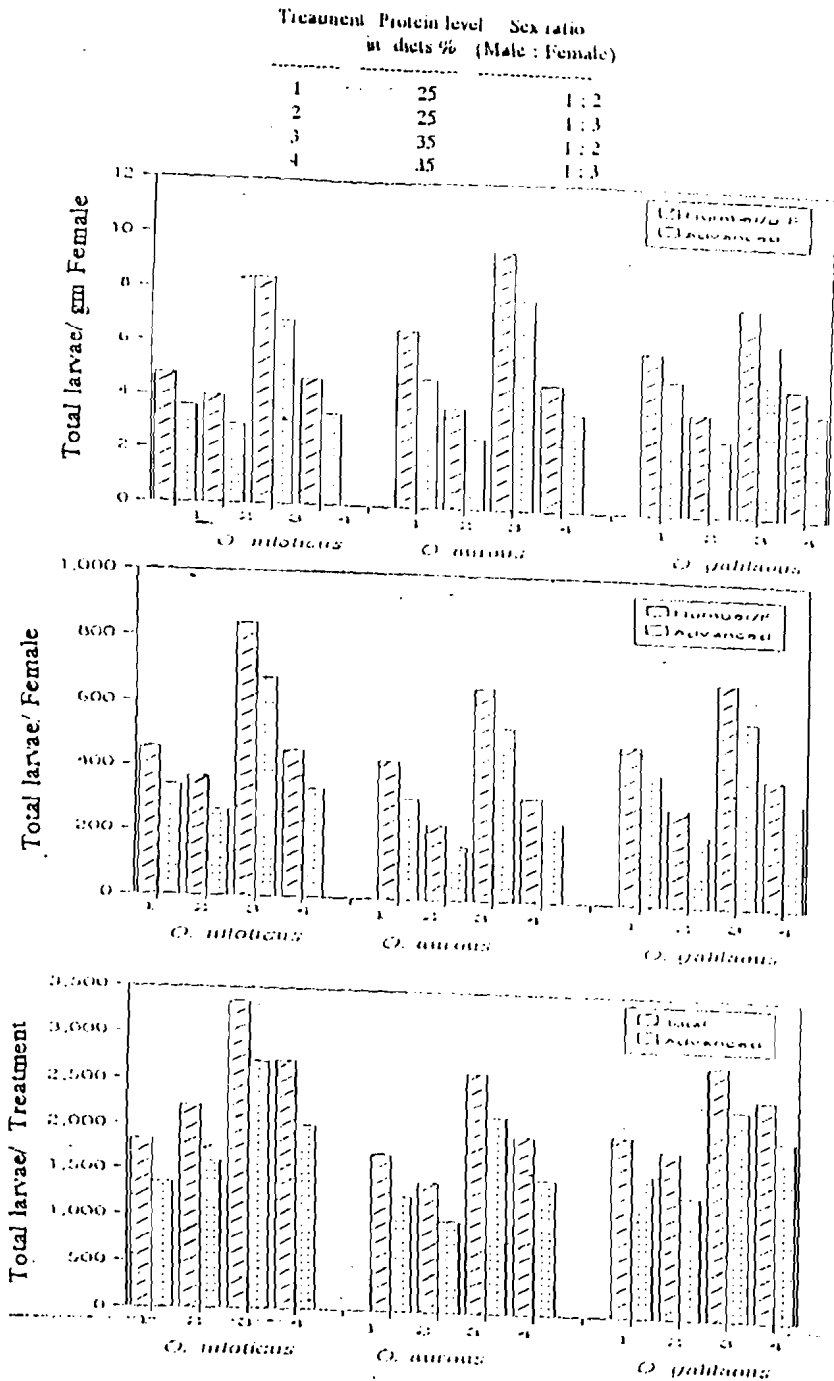 Treatment Protein level Sex ratio
in diets % (Male : Female)
1 25 1 : 2
2 25 1 : 3
3 35 1 : 2
4 35 1 : 3
Total larvae/ gm Female
12
10
8
6
4
2
0
Advanced
1 2 3 4 1 2 3 4 1 2 3 4
O. niloticus O. aureus O. galilaeus
Total larvae/ Female
1,000
800
600
400
200
0
Advanced
1 2 3 4 1 2 3 4 1 2 3 4
O. niloticus O. aureus O. galilaeus
Total larvae/ Treatment
3,500
3,000
2,500
2,000
1,500
1,000
500
0
Total
Advanced
1 2 3 4 1 2 3 4 1 2 3 4
O. niloticus O. aureus O. galilaeus